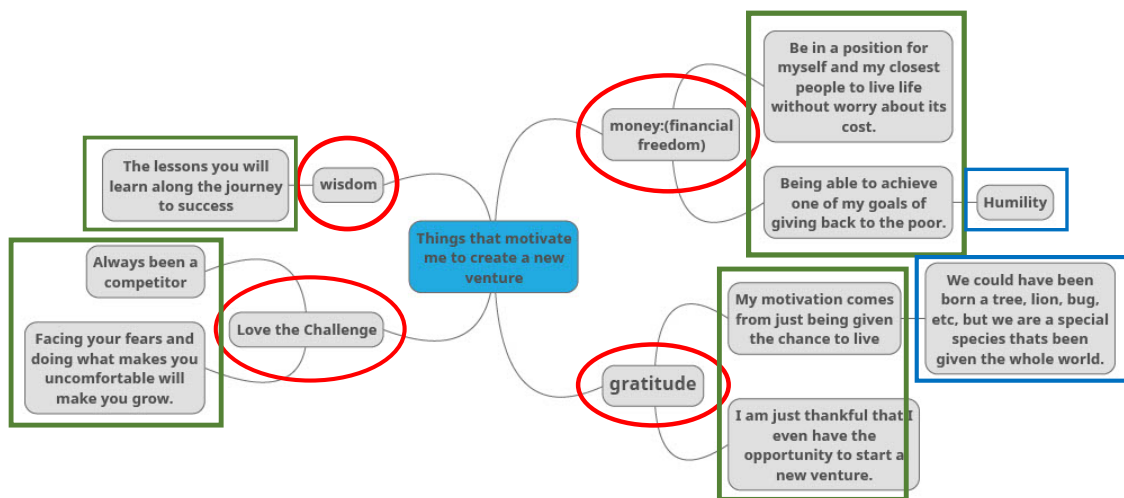 Things that motivate
me to create a new
venture
money:(financial
freedom)
Be in a position for
myself and my closest
people to live life
without worry about its
cost.
Being able to achieve
one of my goals of
giving back to the poor.
Humility
gratitude
My motivation comes
from just being given
the chance to live
We could have been
born a tree, lion, bug,
etc, but we are a special
species thats been
given the whole world.
I am just thankful that I
even have the
opportunity to start a
new venture.
wisdom
The lessons you will
learn along the journey
to success
Love the Challenge
Always been a
competitor
Facing your fears and
doing what makes you
uncomfortable will
make you grow.